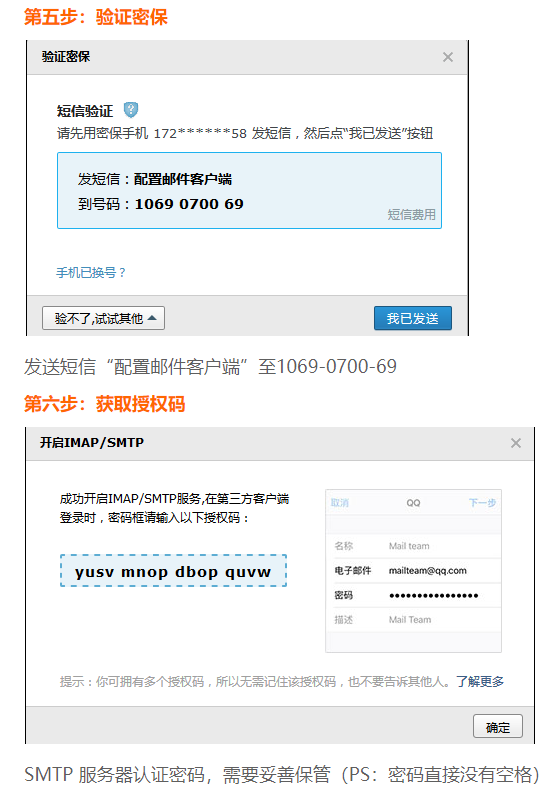 第五步：验证密保
验证密保
短信验证
请先用密保手机 172******58 发短信，然后点“我已发送”按钮
发短信：配置邮件客户端
到号码：1069 0700 69
短信费用
手机已换号？
验不了,试试其他
我已发送
发送短信“配置邮件客户端”至1069-0700-69
第六步：获取授权码
开启IMAP/SMTP
成功开启IMAP/SMTP服务,在第三方客户端
登录时，密码框请输入以下授权码：
yusv mnop dbop quvw
取消 QQ 下一步
名称 Mail team
电子邮件 mailteam@qq.com
密码 ●●●●●●●●●●●●●●●●
描述 Mail Team
提示：你可拥有多个授权码，所以无需记住该授权码，也不要告诉其他人。了解更多
确定
SMTP 服务器认证密码，需要妥善保管（PS：密码直接没有空格）